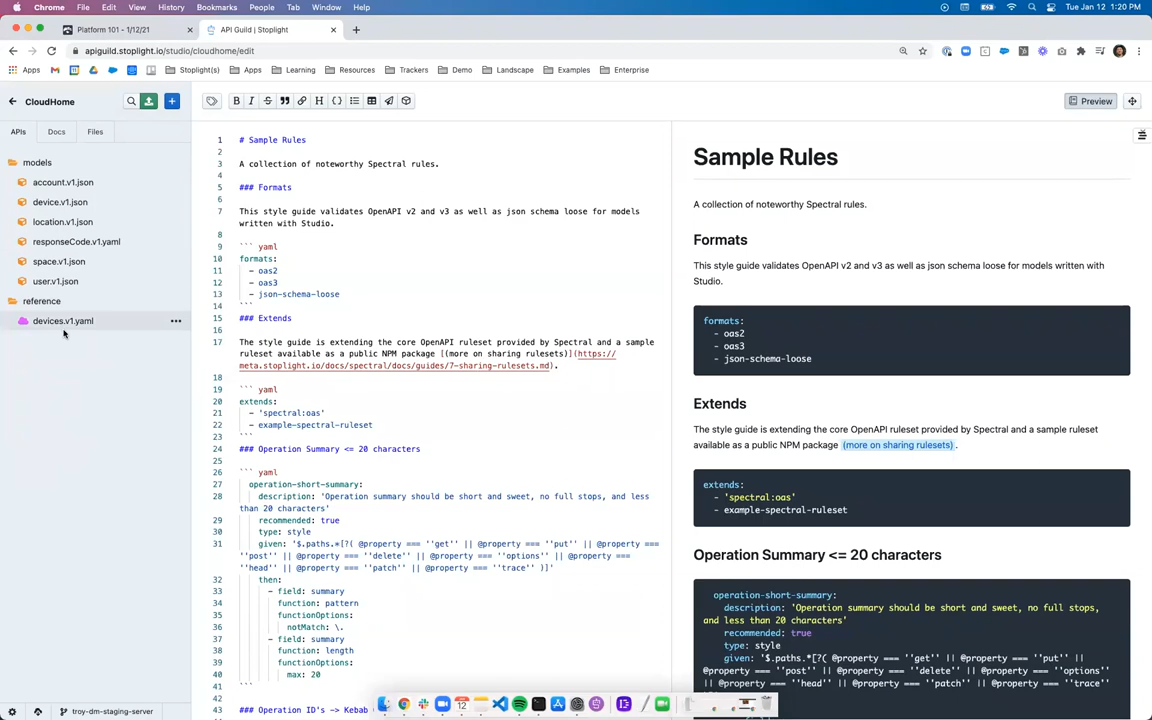 Chrome File Edit View History Bookmarks People Tab Window Help Tue Jan 12 1:20 PM
Platform 101 - 1/12/21
API Guild | Stoplight
apiguild.stoplight.io/studio/cloudhome/edit
Apps Stoplight(s) Apps Learning Resources Trackers Demo Landscape Examples Enterprise
CloudHome
Preview
APIs Docs Files
models
account.v1.json
device.v1.json
location.v1.json
responseCode.v1.yaml
space.v1.json
user.v1.json
reference
devices.v1.yaml
troy-dm-staging-server
1 # Sample Rules
2
3 A collection of noteworthy Spectral rules.
4
5 ### Formats
6
7 This style guide validates OpenAPI v2 and v3 as well as json schema loose for models
written with Studio.
8
9 ``` yaml
10 formats:
11 - oas2
12 - oas3
13 - json-schema-loose
14 ```
15 ### Extends
16
17 The style guide is extending the core OpenAPI ruleset provided by Spectral and a sample
ruleset available as a public NPM package [(more on sharing rulesets)](https://
meta.stoplight.io/docs/spectral/docs/guides/7-sharing-rulesets.md).
18
19 ``` yaml
20 extends:
21 - 'spectral:oas'
22 - example-spectral-ruleset
23 ```
24 ### Operation Summary <= 20 characters
25
26 ``` yaml
27 operation-short-summary:
28 description: 'Operation summary should be short and sweet, no full stops, and less
than 20 characters'
29 recommended: true
30 type: style
31 given: '$.paths.*[?( @property === ''get'' || @property === ''put'' || @property ===
''post'' || @property === ''delete'' || @property === ''options'' || @property ===
''head'' || @property === ''patch'' || @property === ''trace'' )]'
32 then:
33 - field: summary
34 function: pattern
35 functionOptions:
36 notMatch: \.
37 - field: summary
38 function: length
39 functionOptions:
40 max: 20
41 ```
42
43 ### Operation ID's -> Kebab
Sample Rules
A collection of noteworthy Spectral rules.
Formats
This style guide validates OpenAPI v2 and v3 as well as json schema loose for models written with
Studio.
formats:
- oas2
- oas3
- json-schema-loose
Extends
The style guide is extending the core OpenAPI ruleset provided by Spectral and a sample ruleset
available as a public NPM package (more on sharing rulesets).
extends:
- 'spectral:oas'
- example-spectral-ruleset
Operation Summary <= 20 characters
operation-short-summary:
description: 'Operation summary should be short and sweet, no full stops,
and less than 20 characters'
recommended: true
type: style
given: '$.paths.*[?( @property === ''get'' || @property === ''put'' ||
@property === ''post'' || @property === ''delete'' || @property === ''options''
|| @property === ''head'' || @property === ''patch'' || @property ===